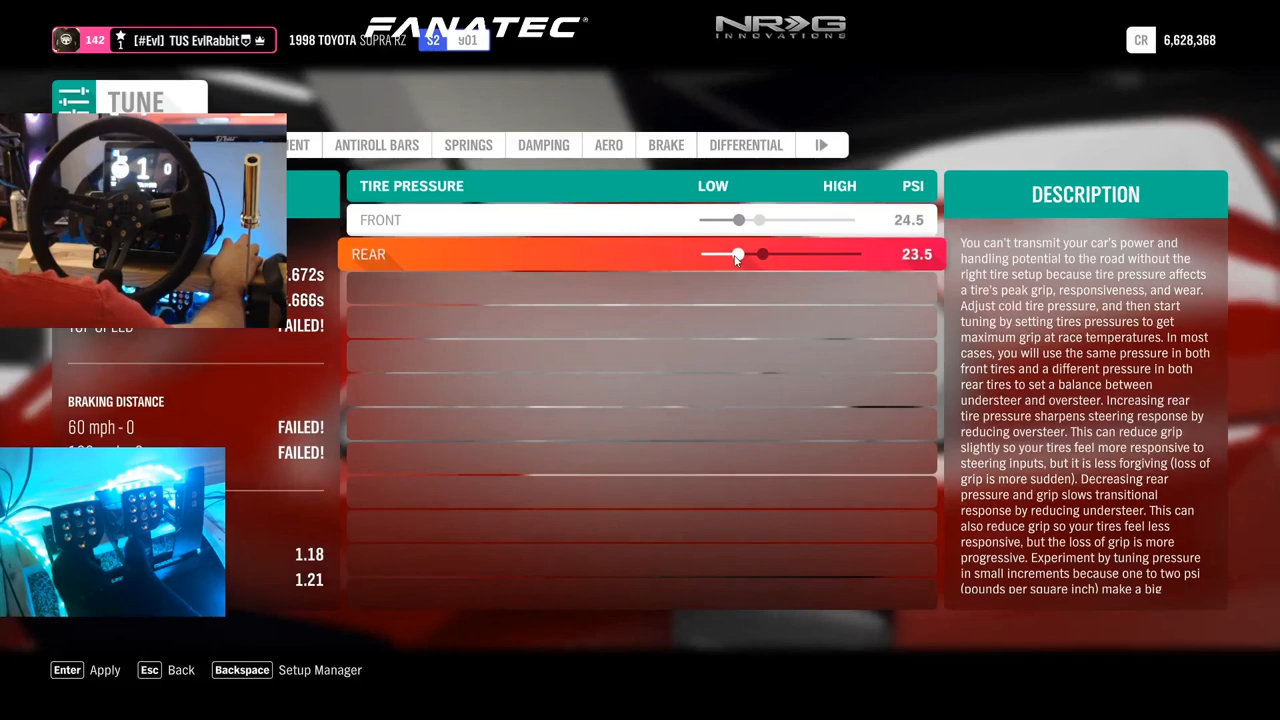 FANATEC®
NRG
INNOVATIONS
142 [#Evl] TUS EvlRabbit
1998 TOYOTA SUPRA RZ S2 901
CR 6,628,368
TUNE
MENT ANTIROLL BARS SPRINGS DAMPING AERO BRAKE DIFFERENTIAL
TIRE PRESSURE LOW HIGH PSI
FRONT 24.5
REAR 23.5
.672s
.666s
TOP SPEED FAILED!
BRAKING DISTANCE
60 mph - 0 FAILED!
FAILED!
1.18
1.21
DESCRIPTION
You can't transmit your car's power and
handling potential to the road without the
right tire setup because tire pressure affects
a tire's peak grip, responsiveness, and wear.
Adjust cold tire pressure, and then start
tuning by setting tires pressures to get
maximum grip at race temperatures. In most
cases, you will use the same pressure in both
front tires and a different pressure in both
rear tires to set a balance between
understeer and oversteer. Increasing rear
tire pressure sharpens steering response by
reducing oversteer. This can reduce grip
slightly so your tires feel more responsive to
steering inputs, but it is less forgiving (loss of
grip is more sudden). Decreasing rear
pressure and grip slows transitional
response by reducing understeer. This can
also reduce grip so your tires feel less
responsive, but the loss of grip is more
progressive. Experiment by tuning pressure
in small increments because one to two psi
(pounds per square inch) make a big
Enter Apply Esc Back Backspace Setup Manager